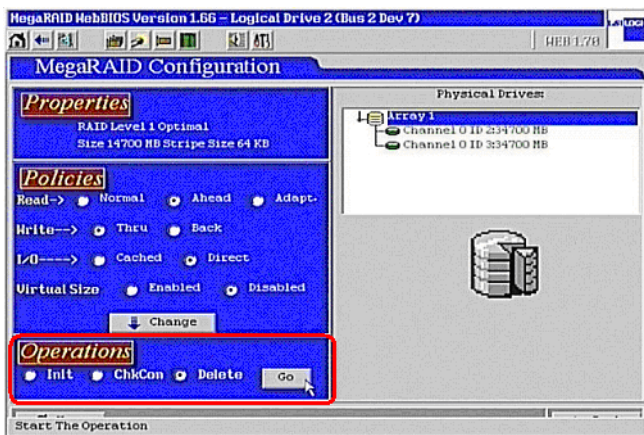 MegaRAID WebBIOS Version 1.66 – Logical Drive 2 (Bus 2 Dev 7)
WEB 1.70
MegaRAID Configuration
Properties
RAID Level 1 Optimal
Size 14700 MB Stripe Size 64 KB
Policies
Read-> Normal Ahead Adapt.
Write--> Thru Back
I/O----> Cached Direct
Virtual Size Enabled Disabled
Change
Operations
Init ChkCon Delete Go
Physical Drives:
Array 1
Channel 0 ID 2:34700 MB
Channel 0 ID 3:34700 MB
Start The Operation